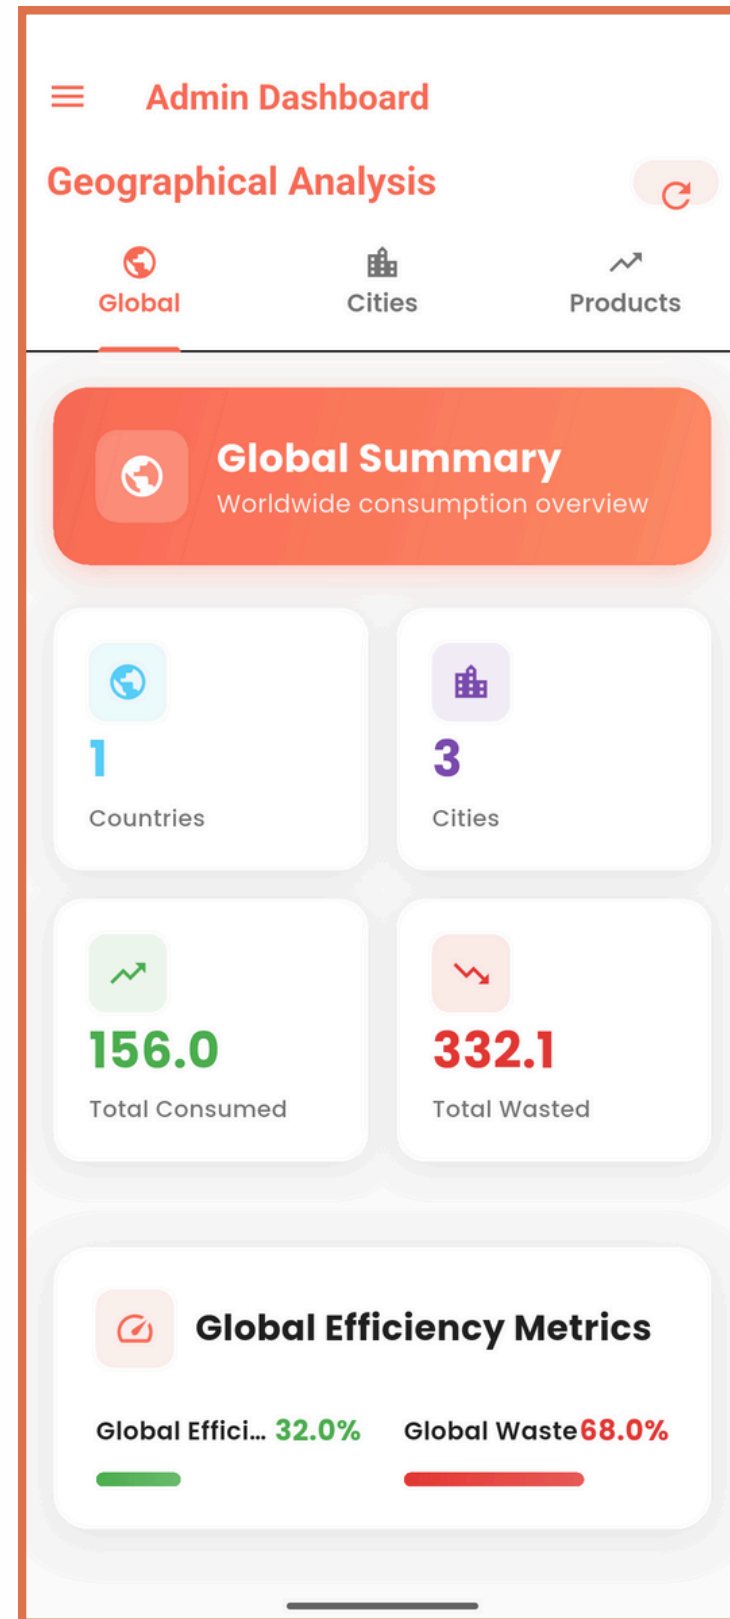 Admin Dashboard
Geographical Analysis
Global Cities Products
Global Summary
Worldwide consumption overview
1
Countries
3
Cities
156.0
Total Consumed
332.1
Total Wasted
Global Efficiency Metrics
Global Effici... 32.0% Global Waste 68.0%